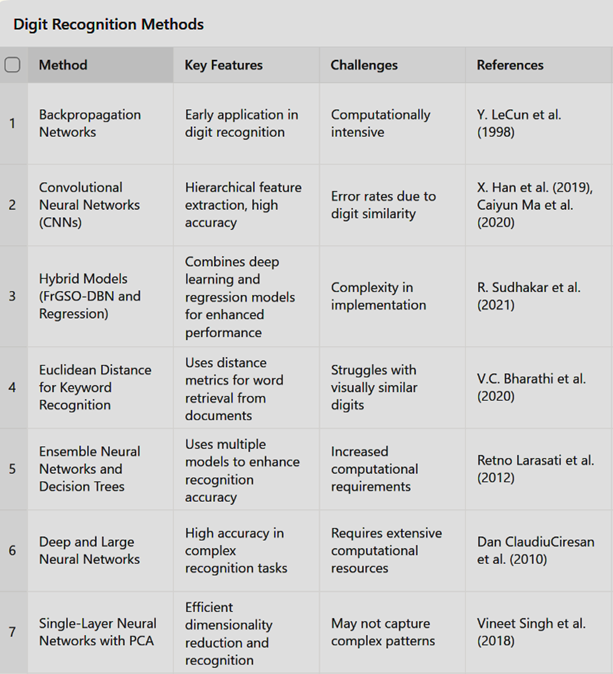 Digit Recognition Methods
Method Key Features Challenges References
1
Backpropagation
Networks
Early application in
digit recognition
Computationally
intensive
Y. LeCun et al.
(1998)
2
Convolutional
Neural Networks
(CNNs)
Hierarchical feature
extraction, high
accuracy
Error rates due to
digit similarity
X. Han et al. (2019),
Caiyun Ma et al.
(2020)
3
Hybrid Models
(FrGSO-DBN and
Regression)
Combines deep
learning and
regression models
for enhanced
performance
Complexity in
implementation
R. Sudhakar et al.
(2021)
4
Euclidean Distance
for Keyword
Recognition
Uses distance
metrics for word
retrieval from
documents
Struggles with
visually similar
digits
V.C. Bharathi et al.
(2020)
5
Ensemble Neural
Networks and
Decision Trees
Uses multiple
models to enhance
recognition
accuracy
Increased
computational
requirements
Retno Larasati et al.
(2012)
6
Deep and Large
Neural Networks
High accuracy in
complex
recognition tasks
Requires extensive
computational
resources
Dan ClaudiuCiresan
et al. (2010)
7
Single-Layer Neural
Networks with PCA
Efficient
dimensionality
reduction and
recognition
May not capture
complex patterns
Vineet Singh et al.
(2018)